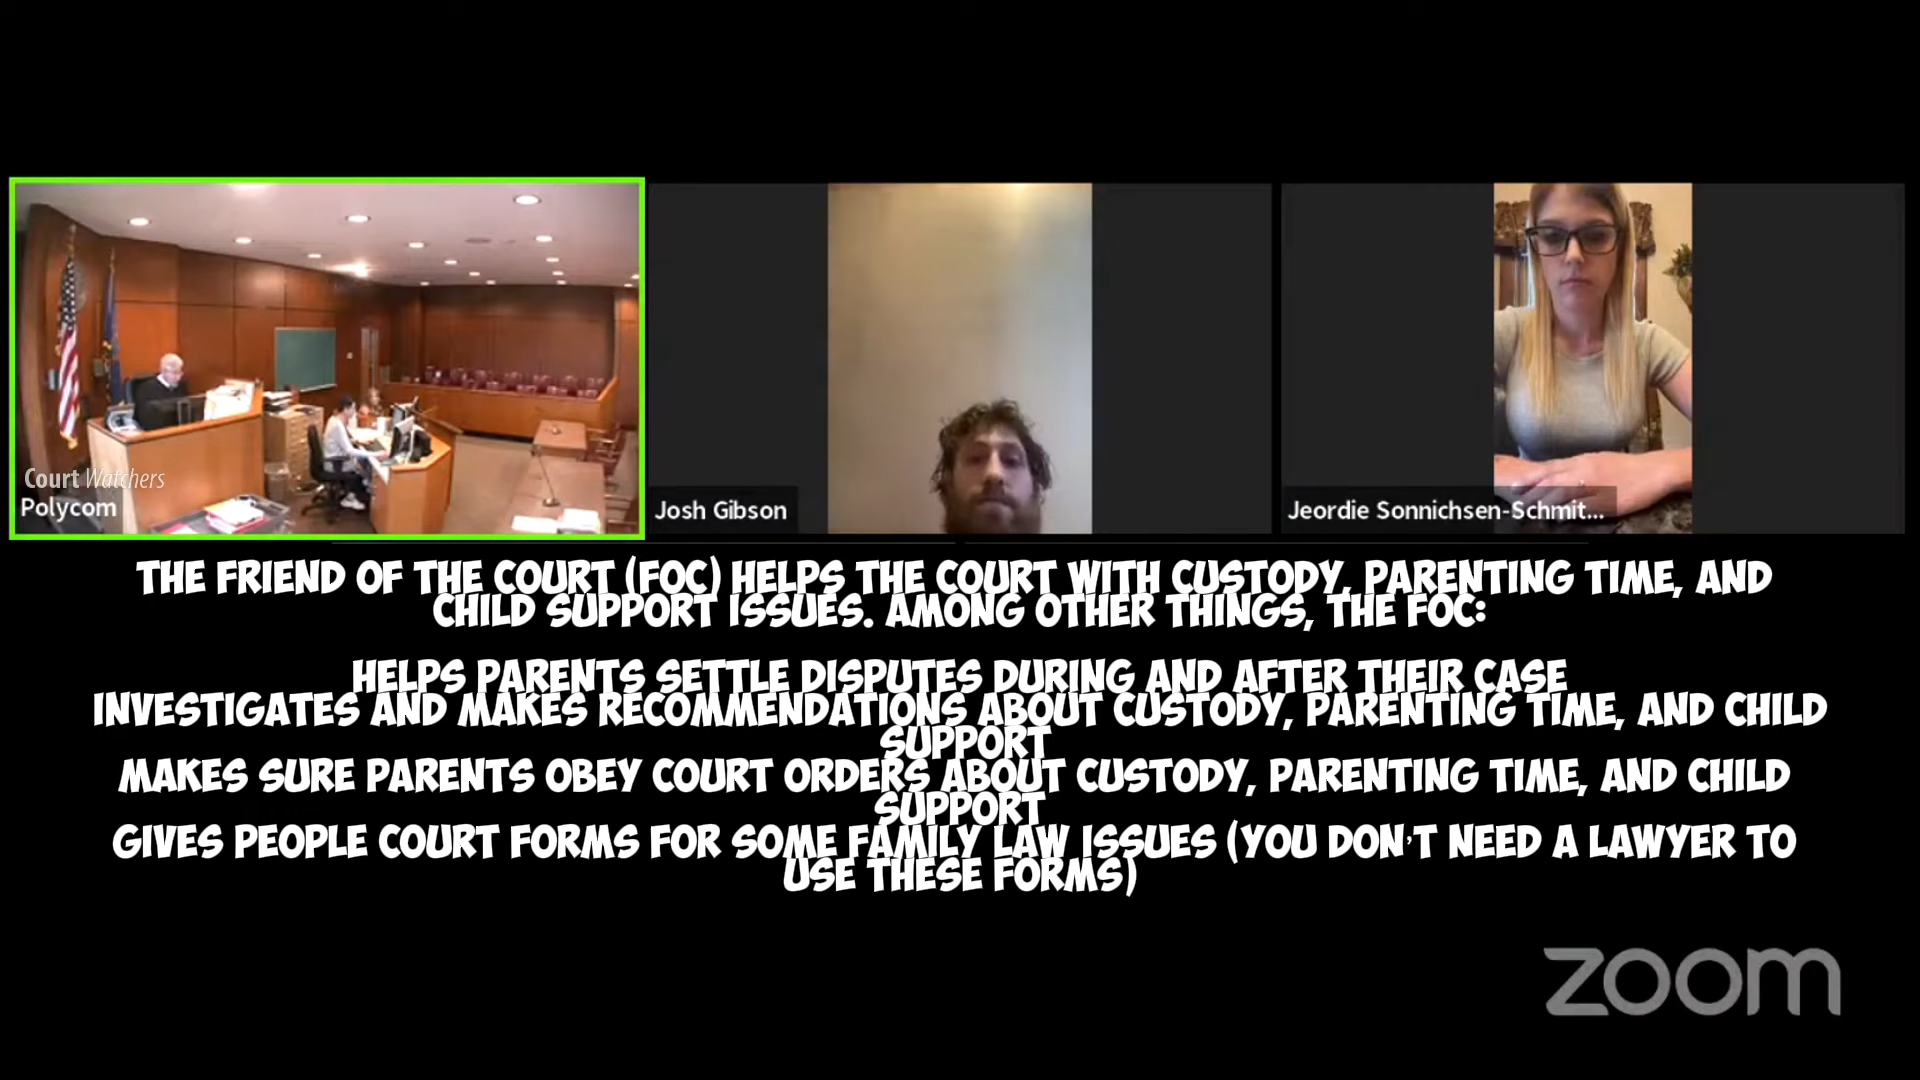 Court Watchers
Polycom
Josh Gibson
Jeordie Sonnichsen-Schmit...
THE FRIEND OF THE COURT (FOC) HELPS THE COURT WITH CUSTODY, PARENTING TIME, AND
CHILD SUPPORT ISSUES. AMONG OTHER THINGS, THE FOC:
HELPS PARENTS SETTLE DISPUTES DURING AND AFTER THEIR CASE
INVESTIGATES AND MAKES RECOMMENDATIONS ABOUT CUSTODY, PARENTING TIME, AND CHILD
SUPPORT
MAKES SURE PARENTS OBEY COURT ORDERS ABOUT CUSTODY, PARENTING TIME, AND CHILD
SUPPORT
GIVES PEOPLE COURT FORMS FOR SOME FAMILY LAW ISSUES (YOU DON'T NEED A LAWYER TO
USE THESE FORMS)
zoom